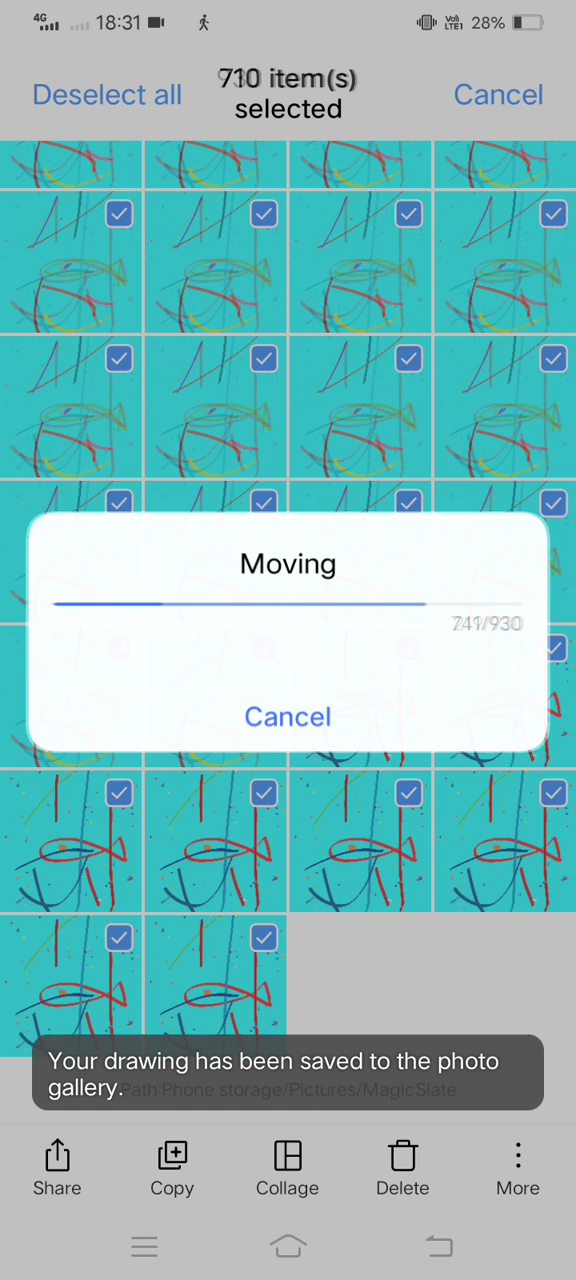 4G 18:31 28%
Deselect all
item(s)
selected
Cancel
Moving
741/930
Cancel
Your drawing has been saved to the photo
gallery.
Path:Phone storage/Pictures/MagicSlate
Share
Copy
Collage
Delete
More